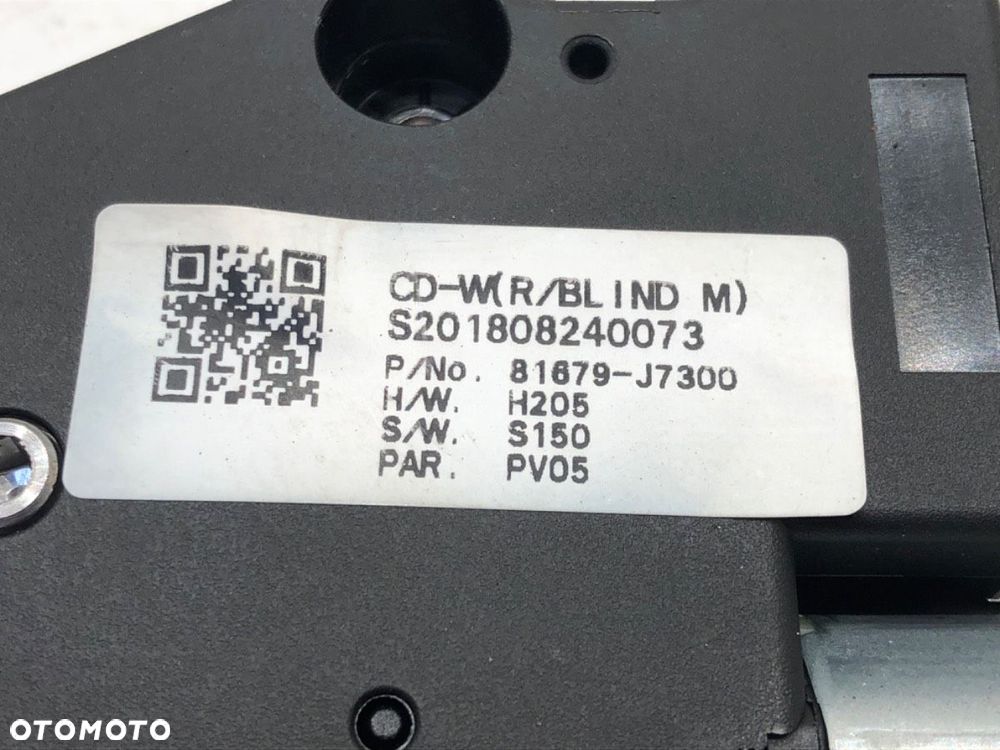 CD-W(R/BLIND M)
S201808240073
P/No. 81679-J7300
H/W. H205
S/W. S150
PAR. PV05
OTOMOTO